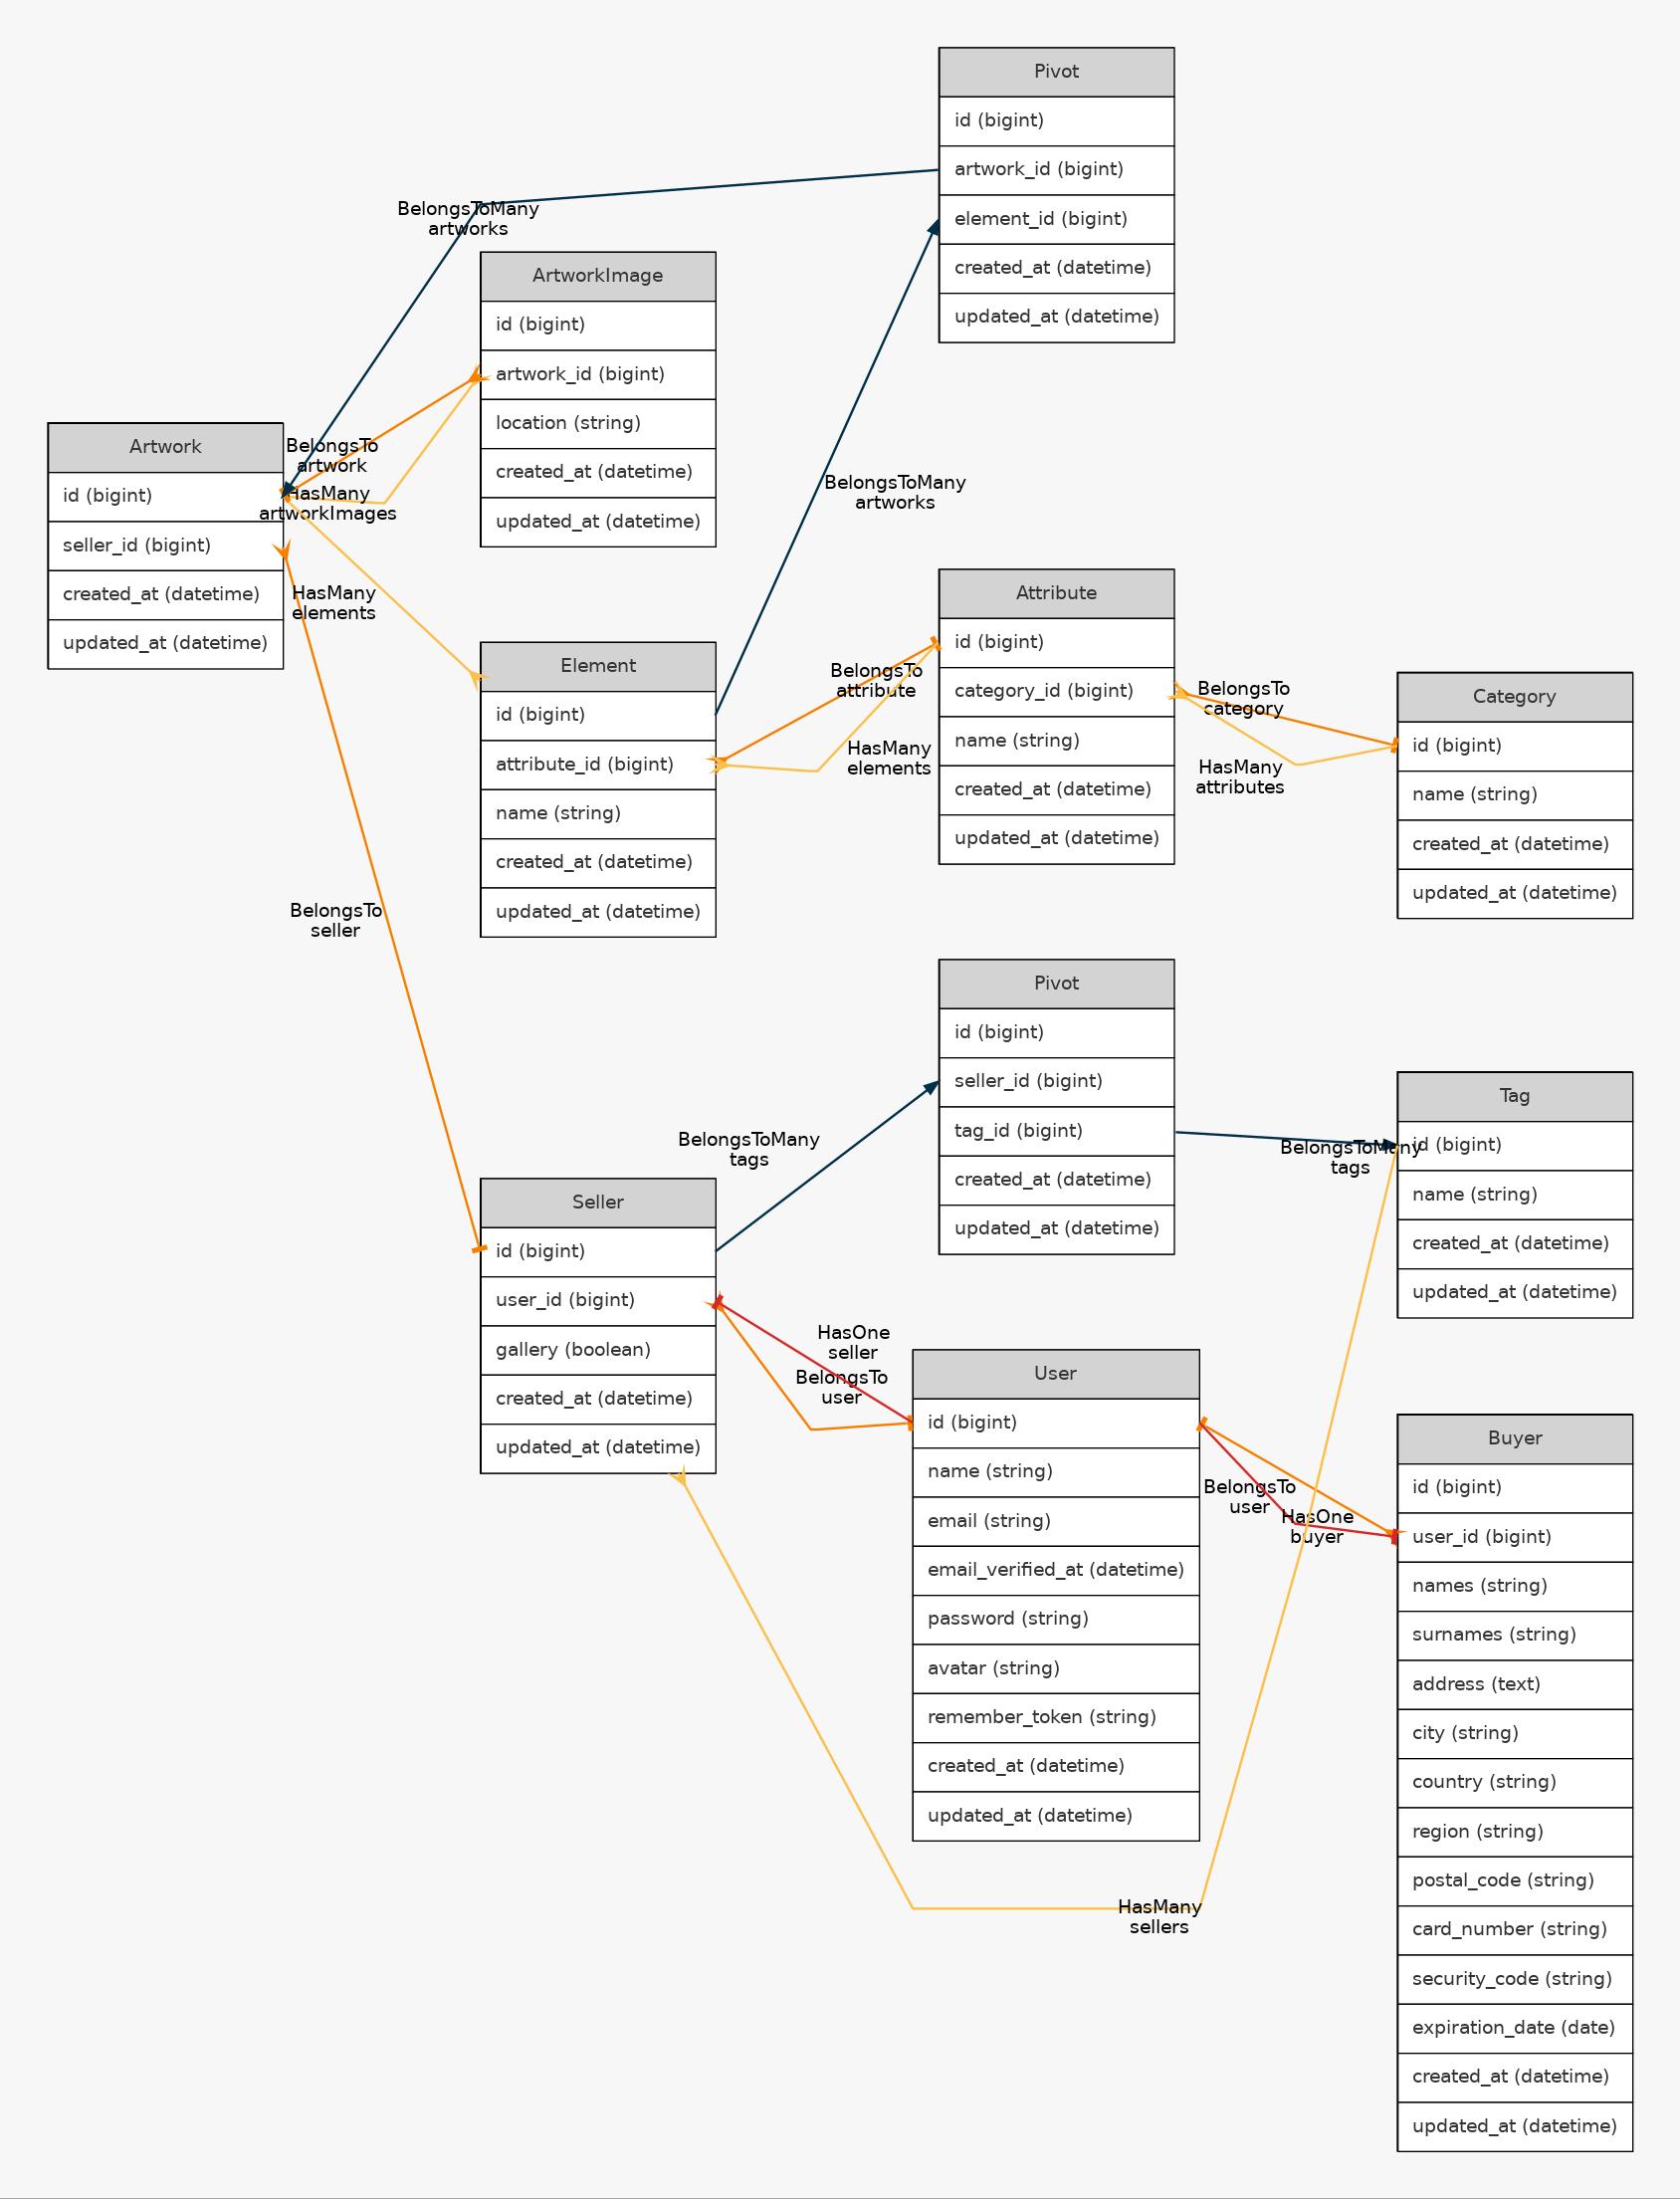 Pivot
id (bigint)
artwork_id (bigint)
element_id (bigint)
created_at (datetime)
updated_at (datetime)
BelongsToMany
artworks
ArtworkImage
id (bigint)
artwork_id (bigint)
location (string)
created_at (datetime)
updated_at (datetime)
Artwork
id (bigint)
seller_id (bigint)
created_at (datetime)
updated_at (datetime)
BelongsTo
artwork
HasMany
artworkImages
HasMany
elements
BelongsToMany
artworks
Element
id (bigint)
attribute_id (bigint)
name (string)
created_at (datetime)
updated_at (datetime)
BelongsTo
attribute
HasMany
elements
Attribute
id (bigint)
category_id (bigint)
name (string)
created_at (datetime)
updated_at (datetime)
BelongsTo
category
HasMany
attributes
Category
id (bigint)
name (string)
created_at (datetime)
updated_at (datetime)
BelongsTo
seller
Pivot
id (bigint)
seller_id (bigint)
tag_id (bigint)
created_at (datetime)
updated_at (datetime)
BelongsToMany
tags
BelongsToMany
tags
Tag
id (bigint)
name (string)
created_at (datetime)
updated_at (datetime)
Seller
id (bigint)
user_id (bigint)
gallery (boolean)
created_at (datetime)
updated_at (datetime)
HasOne
seller
BelongsTo
user
User
id (bigint)
name (string)
email (string)
email_verified_at (datetime)
password (string)
avatar (string)
remember_token (string)
created_at (datetime)
updated_at (datetime)
BelongsTo
user
HasOne
buyer
Buyer
id (bigint)
user_id (bigint)
names (string)
surnames (string)
address (text)
city (string)
country (string)
region (string)
postal_code (string)
card_number (string)
security_code (string)
expiration_date (date)
created_at (datetime)
updated_at (datetime)
HasMany
sellers